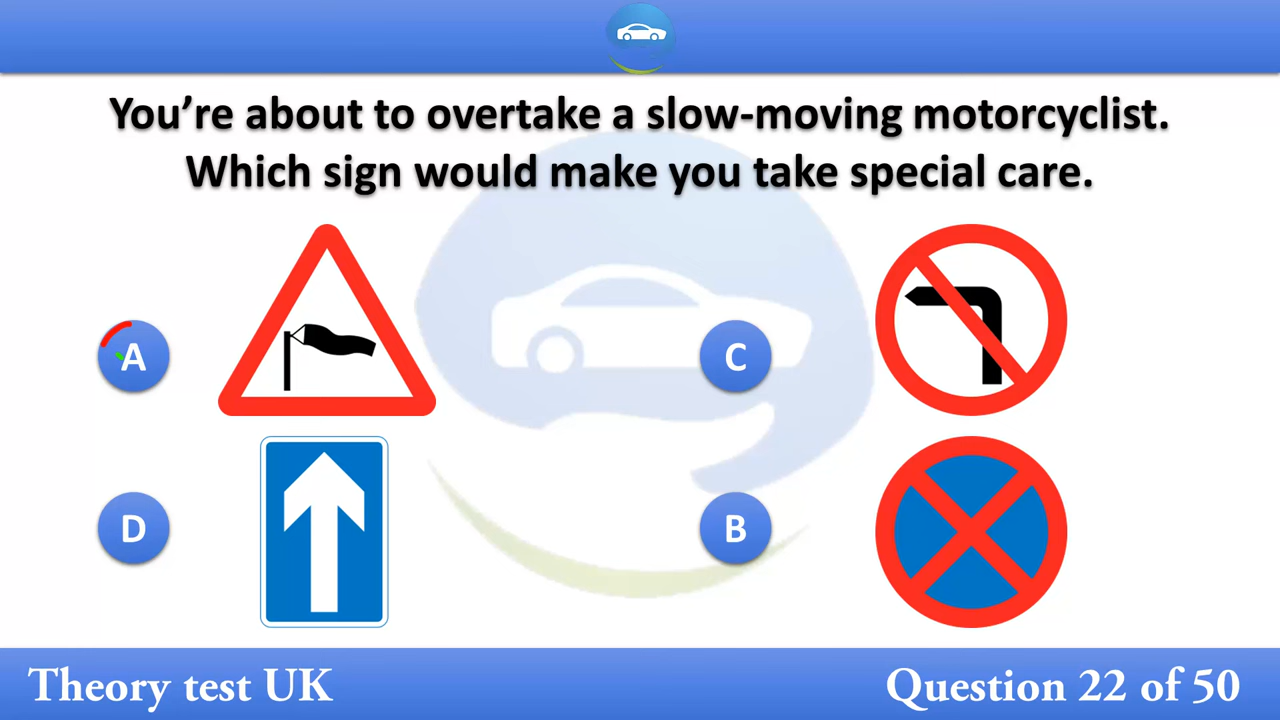 You’re about to overtake a slow-moving motorcyclist.
Which sign would make you take special care.
A
C
D
B
Theory test UK
Question 22 of 50